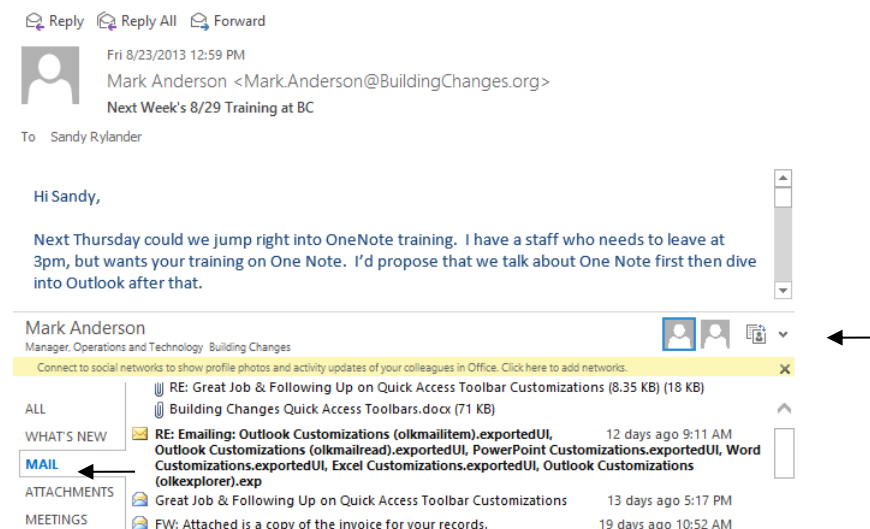 Reply Reply All Forward
Fri 8/23/2013 12:59 PM
Mark Anderson <Mark.Anderson@BuildingChanges.org>
Next Week's 8/29 Training at BC
To Sandy Rylander
Hi Sandy,
Next Thursday could we jump right into OneNote training. I have a staff who needs to leave at
3pm, but wants your training on One Note. I'd propose that we talk about One Note first then dive
into Outlook after that.
Mark Anderson
Manager, Operations and Technology Building Changes
Connect to social networks to show profile photos and activity updates of your colleagues in Office. Click here to add networks.
RE: Great Job & Following Up on Quick Access Toolbar Customizations (8.35 KB) (18 KB)
ALL
Building Changes Quick Access Toolbars.docx (71 KB)
WHAT'S NEW
RE: Emailing: Outlook Customizations (olkmailitem).exportedUI, 12 days ago 9:11 AM
Outlook Customizations (olkmailread).exportedUI, PowerPoint Customizations.exportedUI, Word
MAIL
Customizations.exportedUI, Excel Customizations.exportedUI, Outlook Customizations
(olkexplorer).exp
ATTACHMENTS
Great Job & Following Up on Quick Access Toolbar Customizations 13 days ago 5:17 PM
MEETINGS
FW: Attached is a copy of the invoice for your records. 19 days ago 10:52 AM